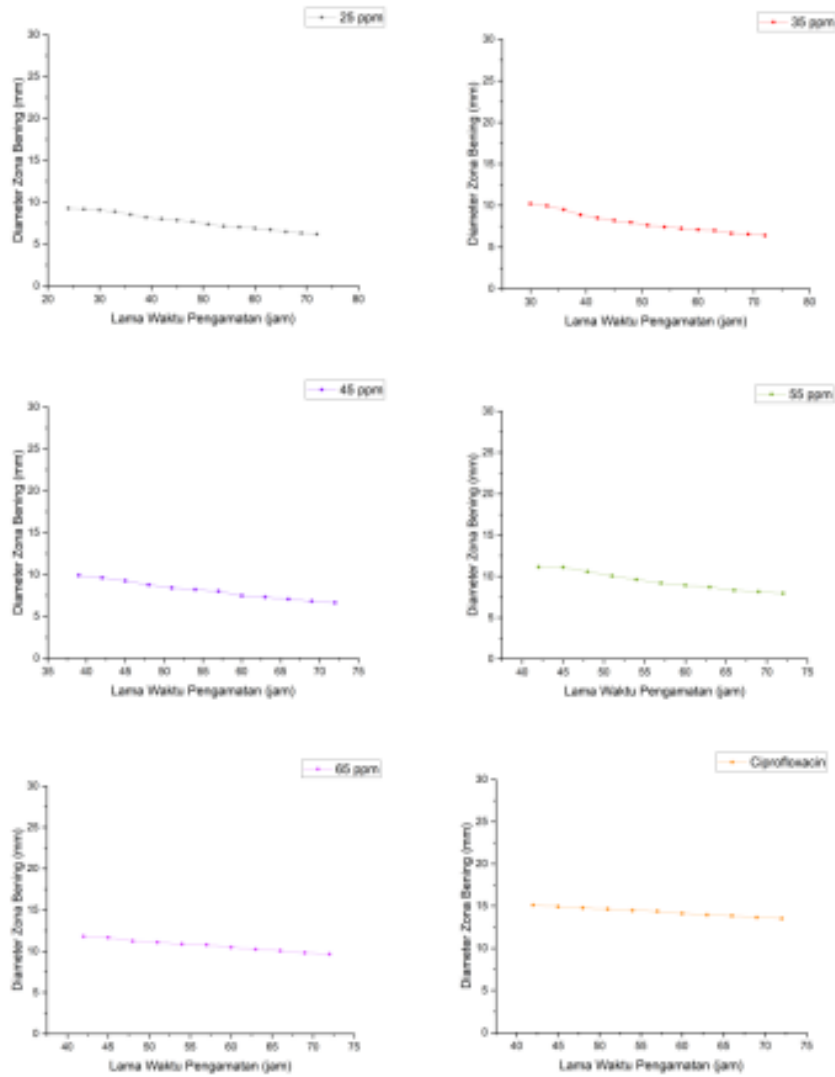 25 ppm
30
25
20
15
10
5
0
Diameter Zona Bening (mm)
20 30 40 50 60 70 80
Lama Waktu Pengamatan (jam)
35 ppm
30
25
20
15
10
5
0
Diameter Zona Bening (mm)
30 40 50 60 70 80
Lama Waktu Pengamatan (jam)
45 ppm
30
25
20
15
10
5
0
Diameter Zona Bening (mm)
35 40 45 50 55 60 65 70 75
Lama Waktu Pengamatan (jam)
55 ppm
30
25
20
15
10
5
0
Diameter Zona Bening (mm)
40 45 50 55 60 65 70 75
Lama Waktu Pengamatan (jam)
65 ppm
30
25
20
15
10
5
0
Diameter Zona Bening (mm)
40 45 50 55 60 65 70 75
Lama Waktu Pengamatan (jam)
Ciprofloxacin
30
25
20
15
10
5
0
Diameter Zona Bening (mm)
40 45 50 55 60 65 70 75
Lama Waktu Pengamatan (jam)